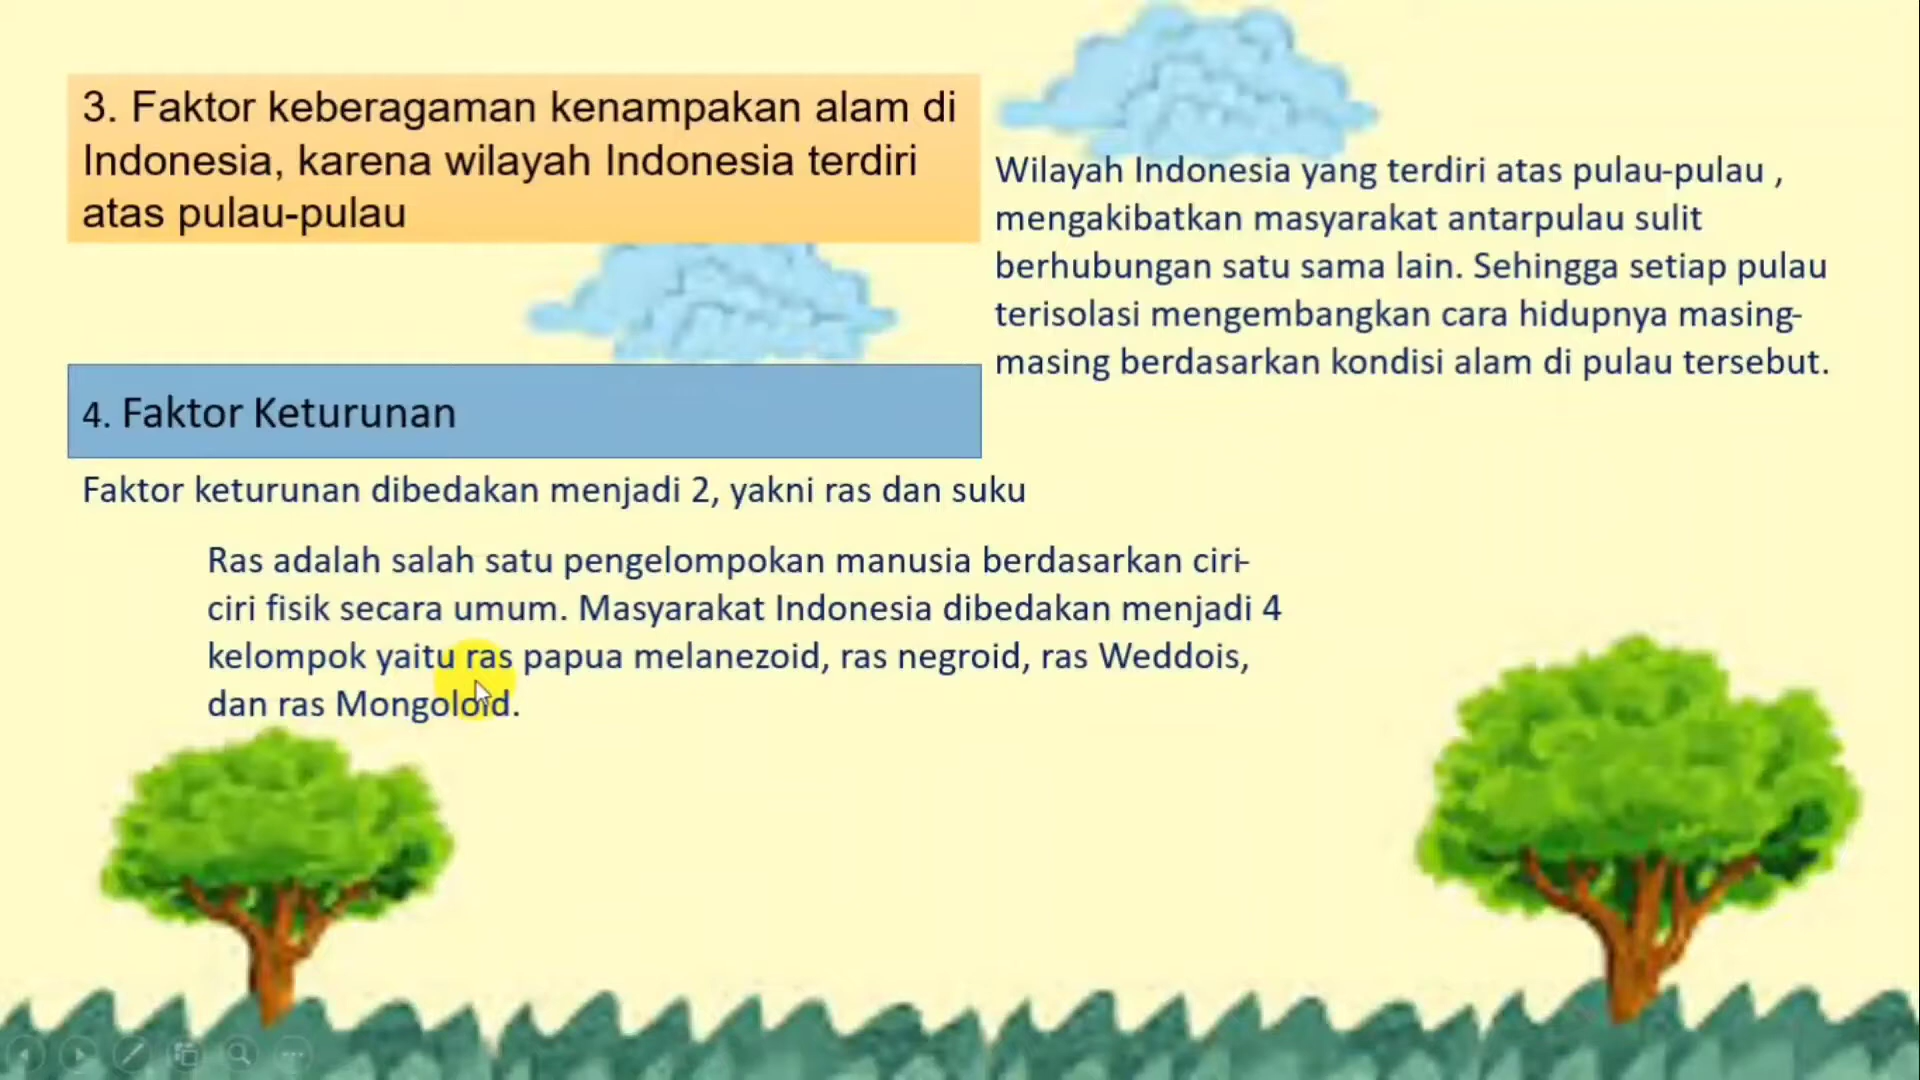 3. Faktor keberagaman kenampakan alam di
Indonesia, karena wilayah Indonesia terdiri
atas pulau-pulau
Wilayah Indonesia yang terdiri atas pulau-pulau ,
mengakibatkan masyarakat antarpulau sulit
berhubungan satu sama lain. Sehingga setiap pulau
terisolasi mengembangkan cara hidupnya masing-
masing berdasarkan kondisi alam di pulau tersebut.
4. Faktor Keturunan
Faktor keturunan dibedakan menjadi 2, yakni ras dan suku
Ras adalah salah satu pengelompokan manusia berdasarkan ciri-
ciri fisik secara umum. Masyarakat Indonesia dibedakan menjadi 4
kelompok yaitu ras papua melanezoid, ras negroid, ras Weddois,
dan ras Mongoloid.